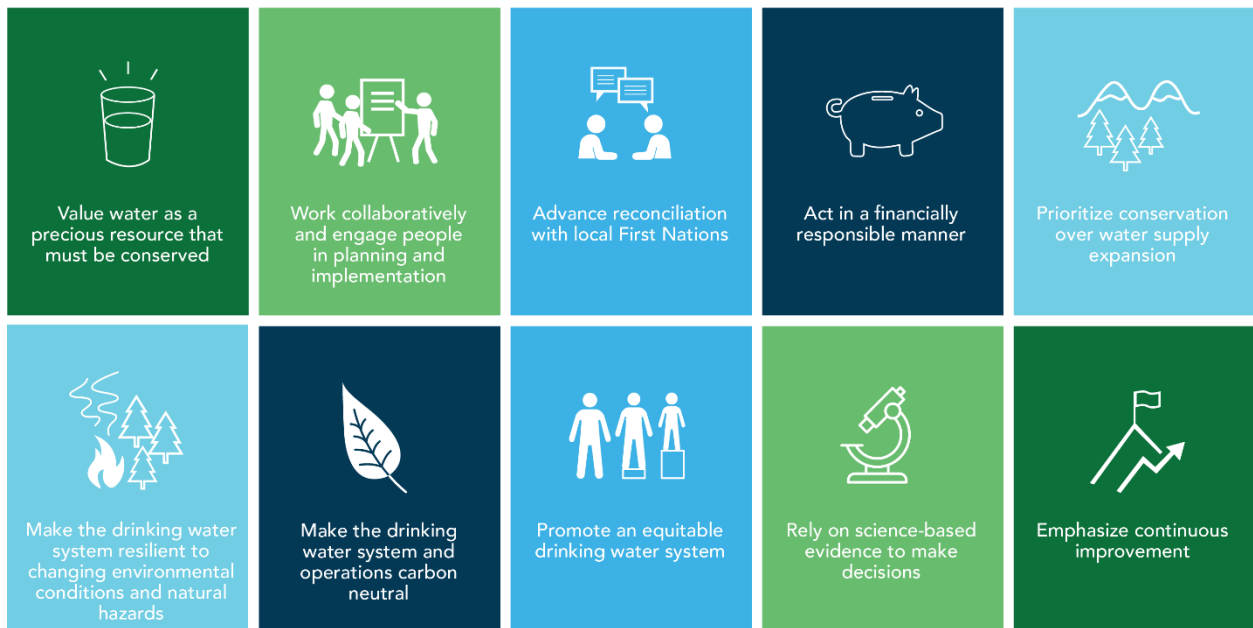 Value water as a
precious resource that
must be conserved
Work collaboratively
and engage people
in planning and
implementation
Advance reconciliation
with local First Nations
Act in a financially
responsible manner
Prioritize conservation
over water supply
expansion
Make the drinking water
system resilient to
changing environmental
conditions and natural
hazards
Make the drinking
water system and
operations carbon
neutral
Promote an equitable
drinking water system
Rely on science-based
evidence to make
decisions
Emphasize continuous
improvement